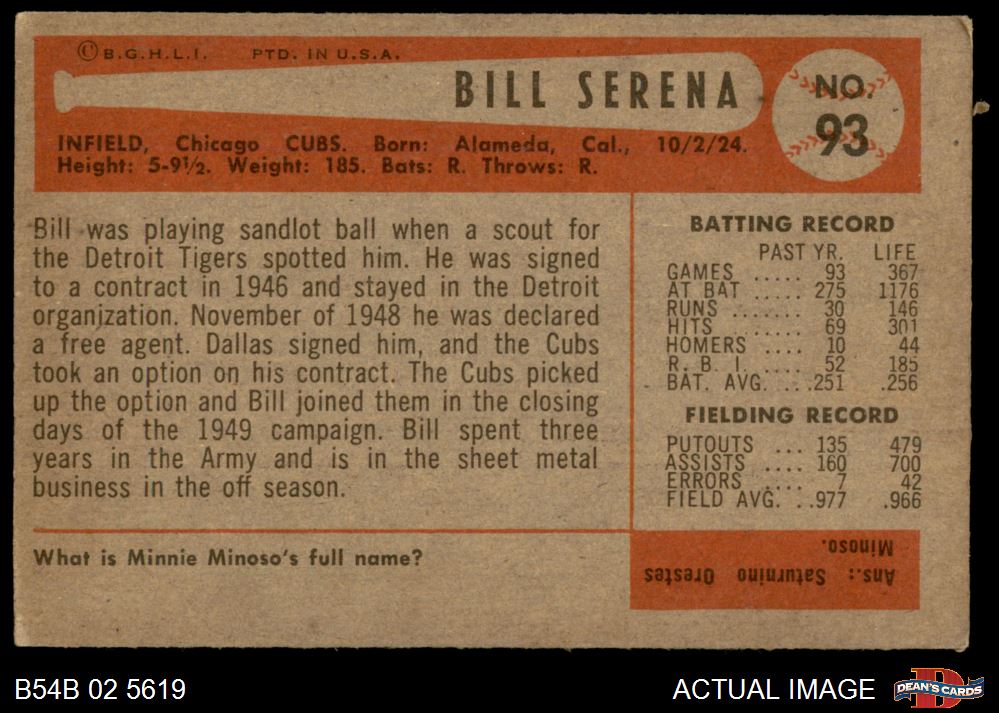 ©B.G.H.L.I. PTD. IN U.S.A.
BILL SERENA
NO.
93
INFIELD, Chicago CUBS. Born: Alameda, Cal., 10/2/24.
Height: 5-9½. Weight: 185. Bats: R. Throws: R.
Bill was playing sandlot ball when a scout for
the Detroit Tigers spotted him. He was signed
to a contract in 1946 and stayed in the Detroit
organization. November of 1948 he was declared
a free agent. Dallas signed him, and the Cubs
took an option on his contract. The Cubs picked
up the option and Bill joined them in the closing
days of the 1949 campaign. Bill spent three
years in the Army and is in the sheet metal
business in the off season.
BATTING RECORD
PAST YR. LIFE
GAMES ..... 93 367
AT BAT ..... 275 1176
RUNS ....... 30 146
HITS ....... 69 301
HOMERS .... 10 44
R. B. I. ..... 52 185
BAT. AVG. ...251 .256
FIELDING RECORD
PUTOUTS ... 135 479
ASSISTS .... 160 700
ERRORS .... 7 42
FIELD AVG. ..977 .966
What is Minnie Minoso's full name?
Ans.: Saturnino Orestes
Minoso.
B54B 02 5619
ACTUAL IMAGE
D
DEAN'S CARDS